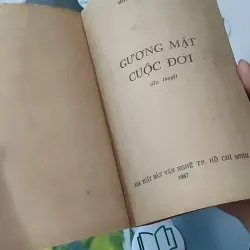 GƯƠNG MẶT
CUỘC ĐỜI
NHÀ XUẤT BẢN VĂN NGHỆ TP. HỒ CHÍ MINH
1987